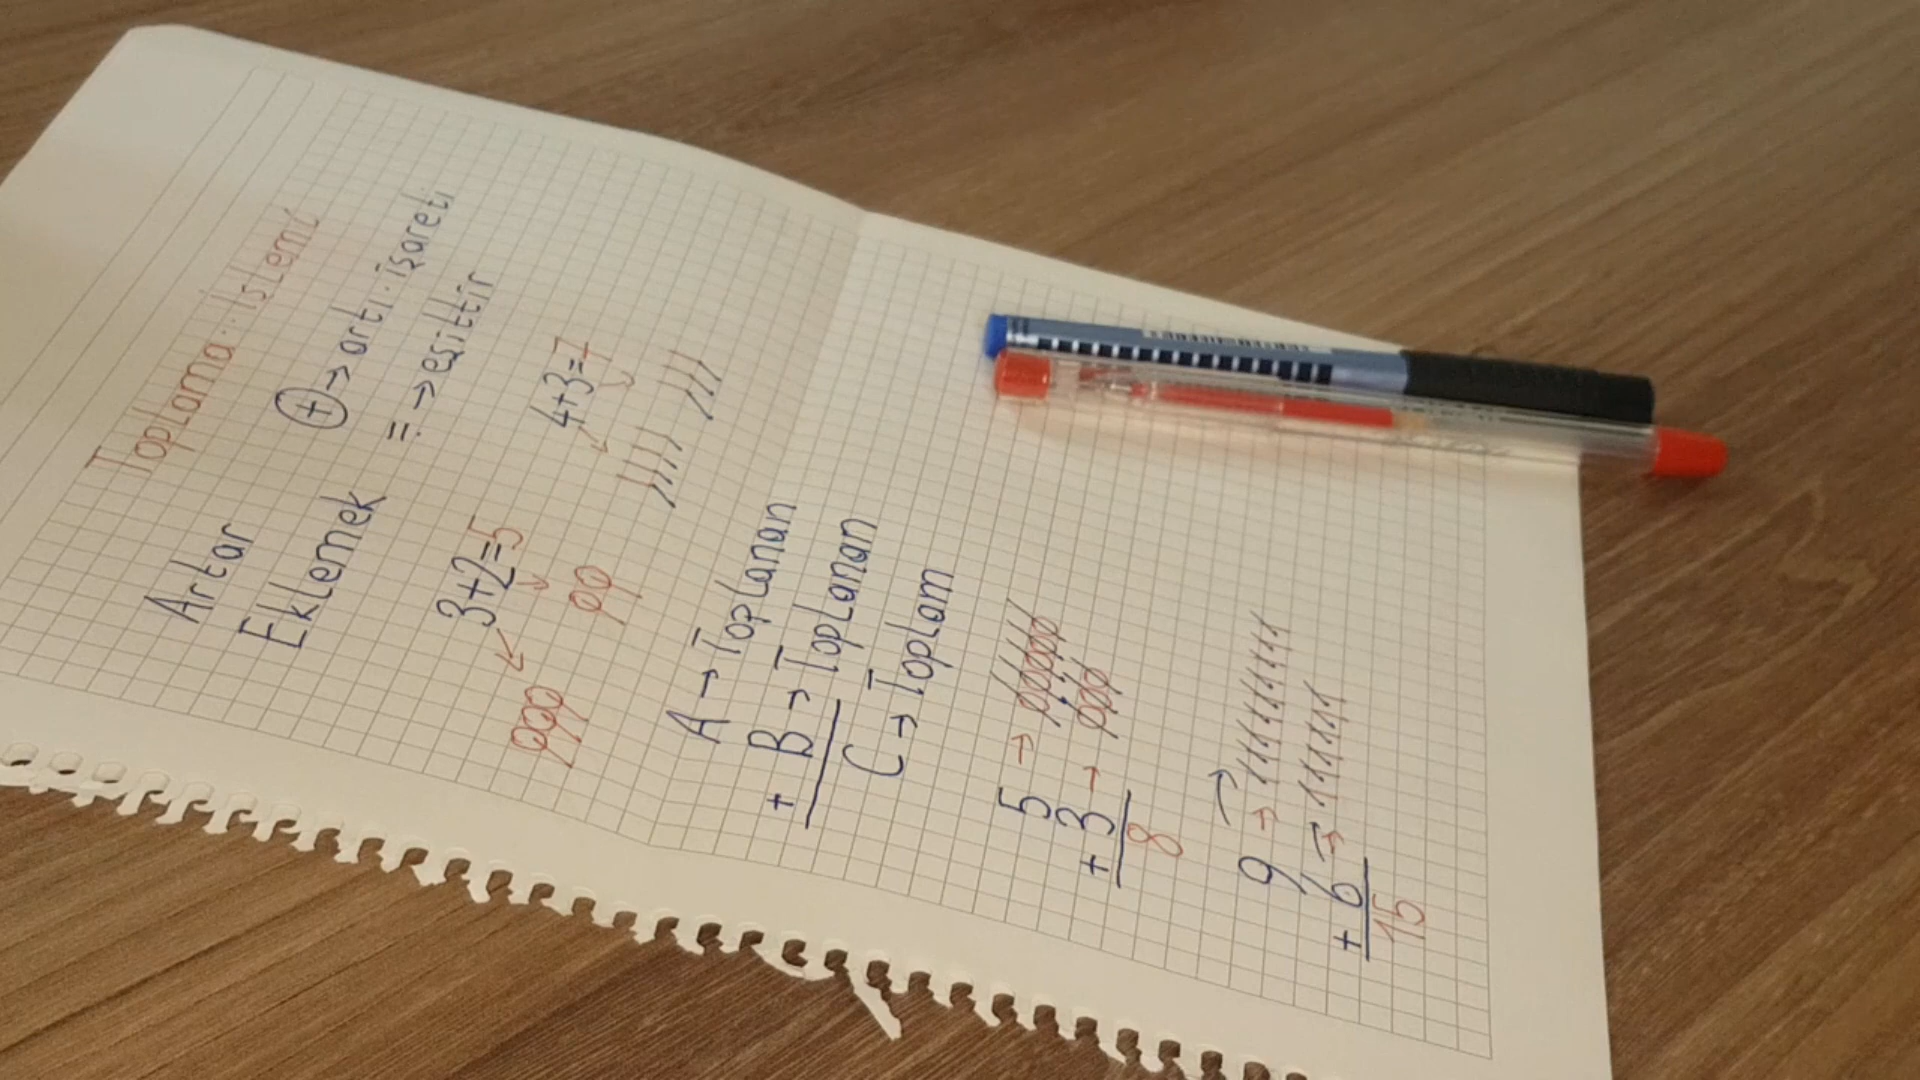 Toplama İşlemi
Artar
Eklemek
+ → artı işareti
= → eşittir
3+2=5
4+3=7
A → Toplanan
+ B → Toplanan
C → Toplam
5 →
+ 3 →
8
9 →
+ 6 →
15